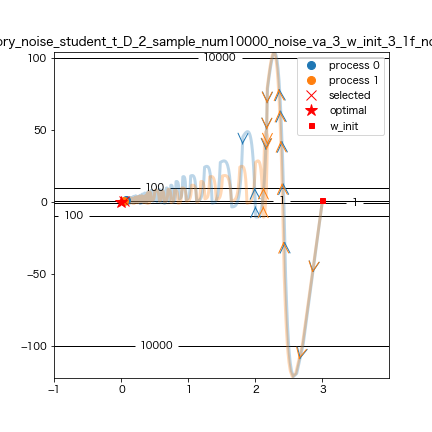 ory_noise_student_t_D_2_sample_num10000_noise_va_3_w_init_3_1f_no
100
10000
process 0
process 1
selected
optimal
w_init
50
100
0
1
1
100
−50
−100
10000
−1
0
1
2
3